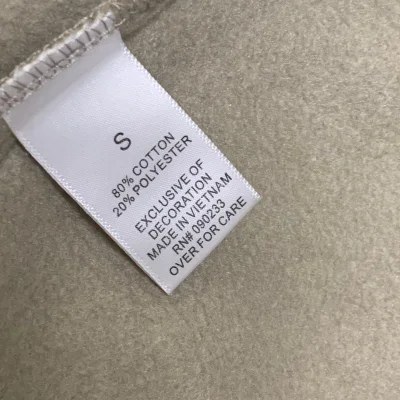 S
80% COTTON
20% POLYESTER
EXCLUSIVE OF
DECORATION
MADE IN VIETNAM
RN# 090233
OVER FOR CARE